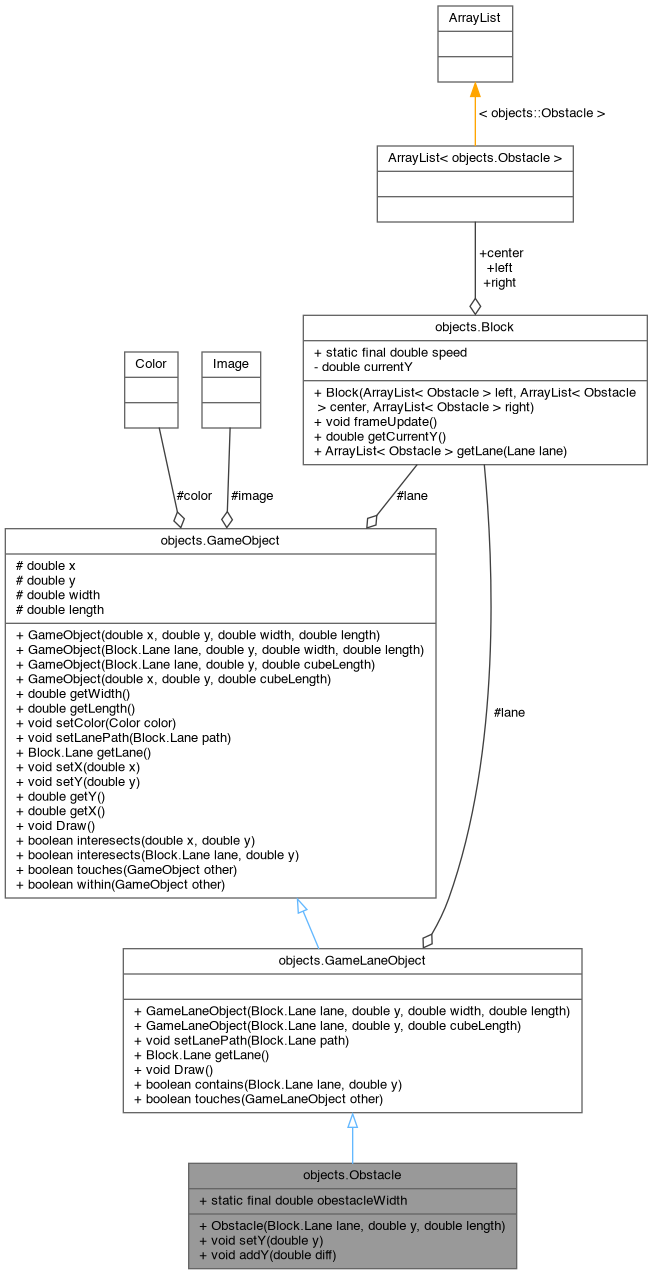 ArrayList
< objects::Obstacle >
ArrayList< objects.Obstacle >
+center
+left
+right
objects.Block
+ static final double speed
- double currentY
+ Block(ArrayList< Obstacle > left, ArrayList< Obstacle
> center, ArrayList< Obstacle > right)
+ void frameUpdate()
+ double getCurrentY()
+ ArrayList< Obstacle > getLane(Lane lane)
Color
Image
#color
#image
#lane
objects.GameObject
# double x
# double y
# double width
# double length
+ GameObject(double x, double y, double width, double length)
+ GameObject(Block.Lane lane, double y, double width, double length)
+ GameObject(Block.Lane lane, double y, double cubeLength)
+ GameObject(double x, double y, double cubeLength)
+ double getWidth()
+ double getLength()
+ void setColor(Color color)
+ void setLanePath(Block.Lane path)
+ Block.Lane getLane()
+ void setX(double x)
+ void setY(double y)
+ double getY()
+ double getX()
+ void Draw()
+ boolean interesects(double x, double y)
+ boolean interesects(Block.Lane lane, double y)
+ boolean touches(GameObject other)
+ boolean within(GameObject other)
#lane
objects.GameLaneObject
+ GameLaneObject(Block.Lane lane, double y, double width, double length)
+ GameLaneObject(Block.Lane lane, double y, double cubeLength)
+ void setLanePath(Block.Lane path)
+ Block.Lane getLane()
+ void Draw()
+ boolean contains(Block.Lane lane, double y)
+ boolean touches(GameLaneObject other)
objects.Obstacle
+ static final double obestacleWidth
+ Obstacle(Block.Lane lane, double y, double length)
+ void setY(double y)
+ void addY(double diff)